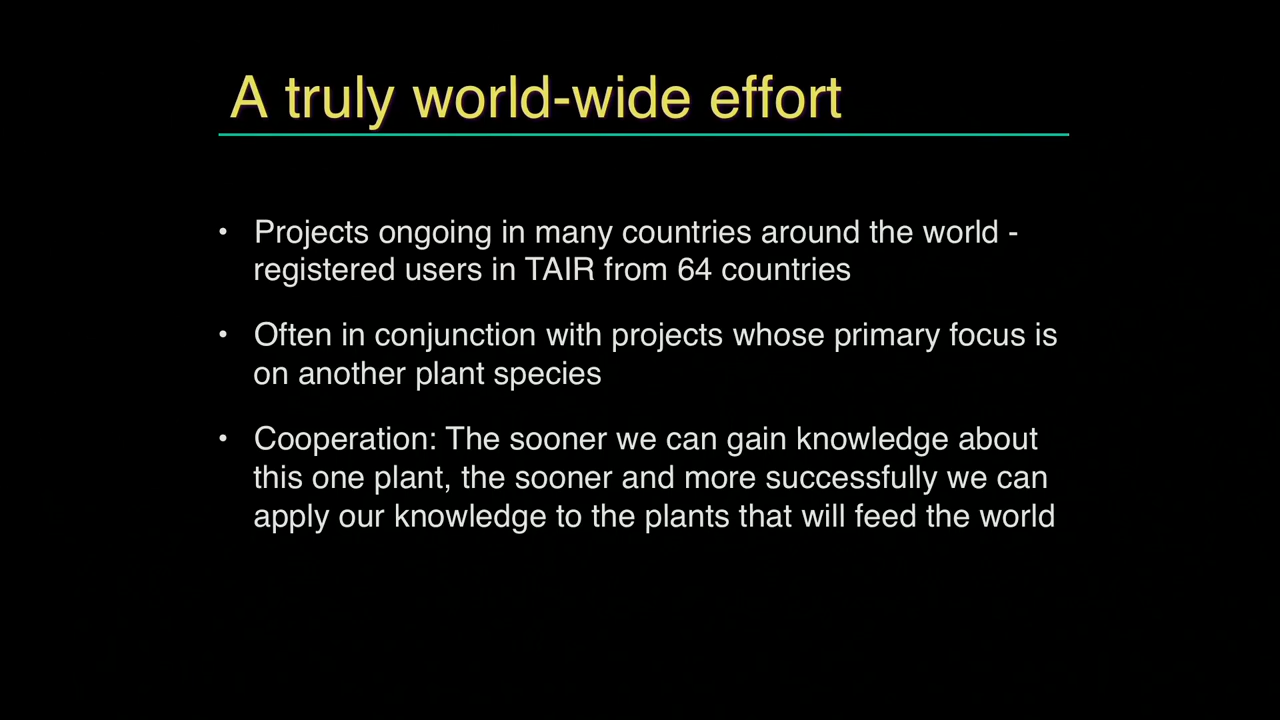 A truly world-wide effort
• Projects ongoing in many countries around the world -
registered users in TAIR from 64 countries
• Often in conjunction with projects whose primary focus is
on another plant species
• Cooperation: The sooner we can gain knowledge about
this one plant, the sooner and more successfully we can
apply our knowledge to the plants that will feed the world